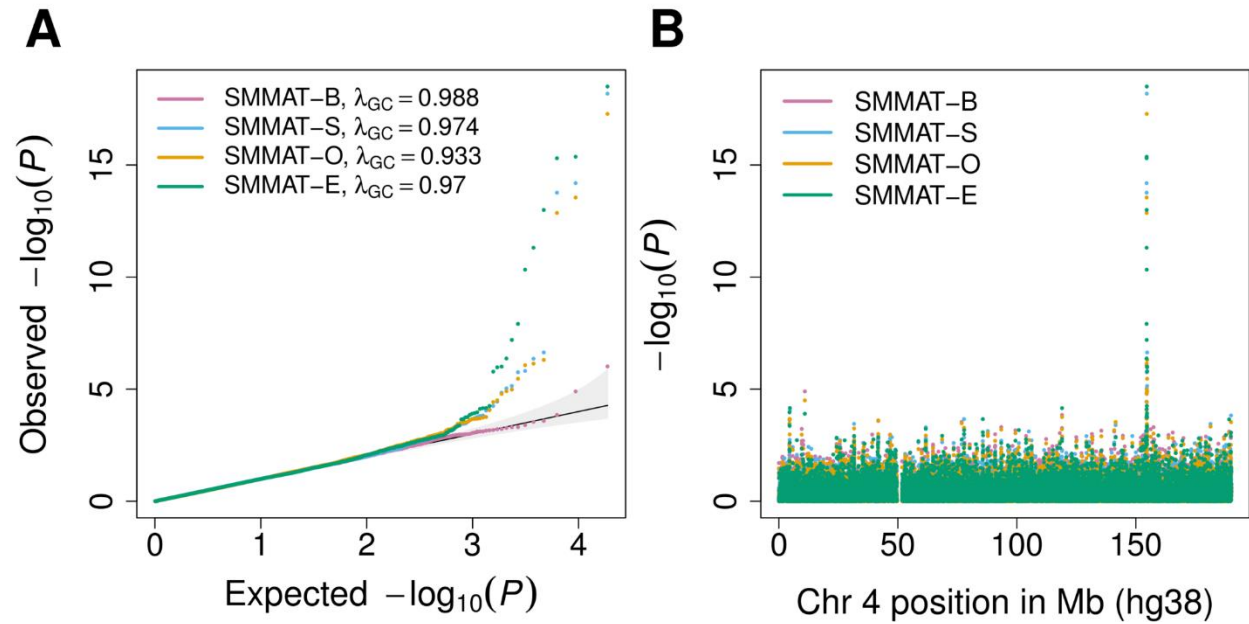 A
SMMAT−B, λGC = 0.988
SMMAT−S, λGC = 0.974
SMMAT−O, λGC = 0.933
SMMAT−E, λGC = 0.97
Observed −log10(P)
15
10
5
0
0 1 2 3 4
Expected −log10(P)
B
SMMAT−B
SMMAT−S
SMMAT−O
SMMAT−E
−log10(P)
15
10
5
0
0 50 100 150
Chr 4 position in Mb (hg38)